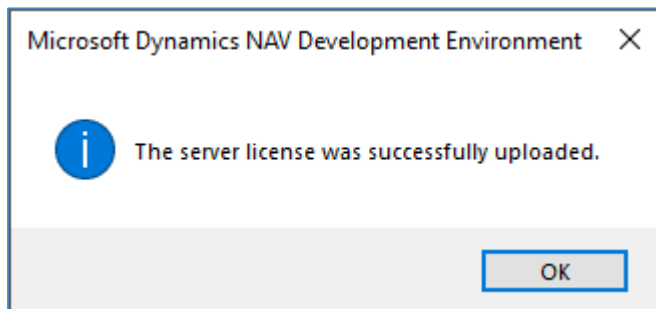 Microsoft Dynamics NAV Development Environment
The server license was successfully uploaded.
OK